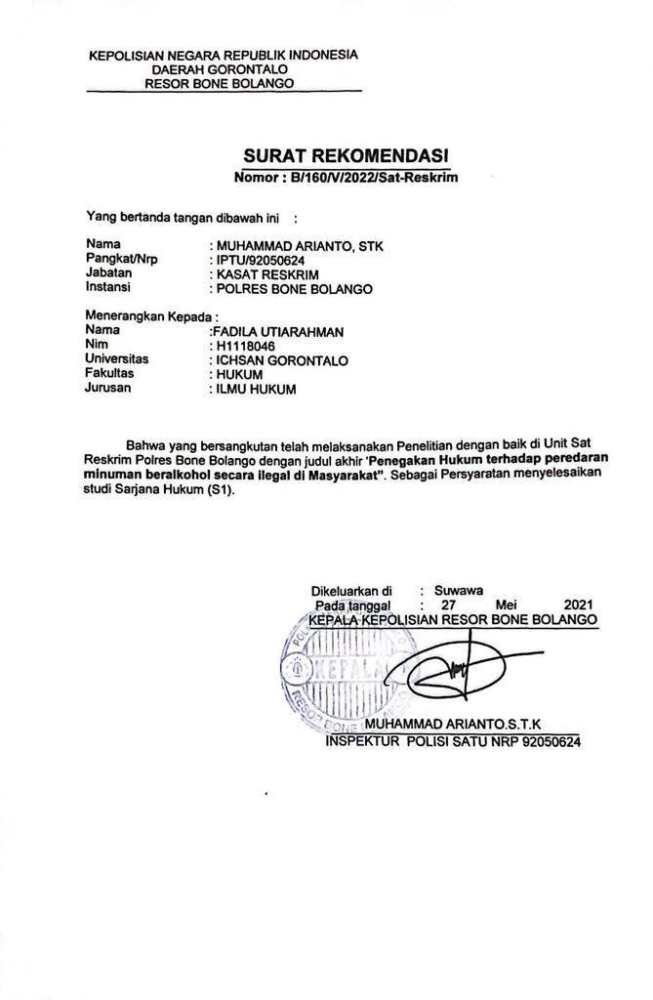 KEPOLISIAN NEGARA REPUBLIK INDONESIA
DAERAH GORONTALO
RESOR BONE BOLANGO
SURAT REKOMENDASI
Nomor : B/160/V/2022/Sat-Reskrim
Yang bertanda tangan dibawah ini :
Nama : MUHAMMAD ARIANTO, STK
Pangkat/Nrp : IPTU/92050624
Jabatan : KASAT RESKRIM
Instansi : POLRES BONE BOLANGO
Menerangkan Kepada :
Nama :FADILA UTIARAHMAN
Nim : H1118046
Universitas : ICHSAN GORONTALO
Fakultas : HUKUM
Jurusan : ILMU HUKUM
Bahwa yang bersangkutan telah melaksanakan Penelitian dengan baik di Unit Sat
Reskrim Polres Bone Bolango dengan judul akhir 'Penegakan Hukum terhadap peredaran
minuman beralkohol secara ilegal di Masyarakat". Sebagai Persyaratan menyelesaikan
studi Sarjana Hukum (S1).
Dikeluarkan di : Suwawa
Pada tanggal : 27 Mei 2021
KEPALA KEPOLISIAN RESOR BONE BOLANGO
KEPALA
RESOR BONE
MUHAMMAD ARIANTO.S.T.K
INSPEKTUR POLISI SATU NRP 92050624